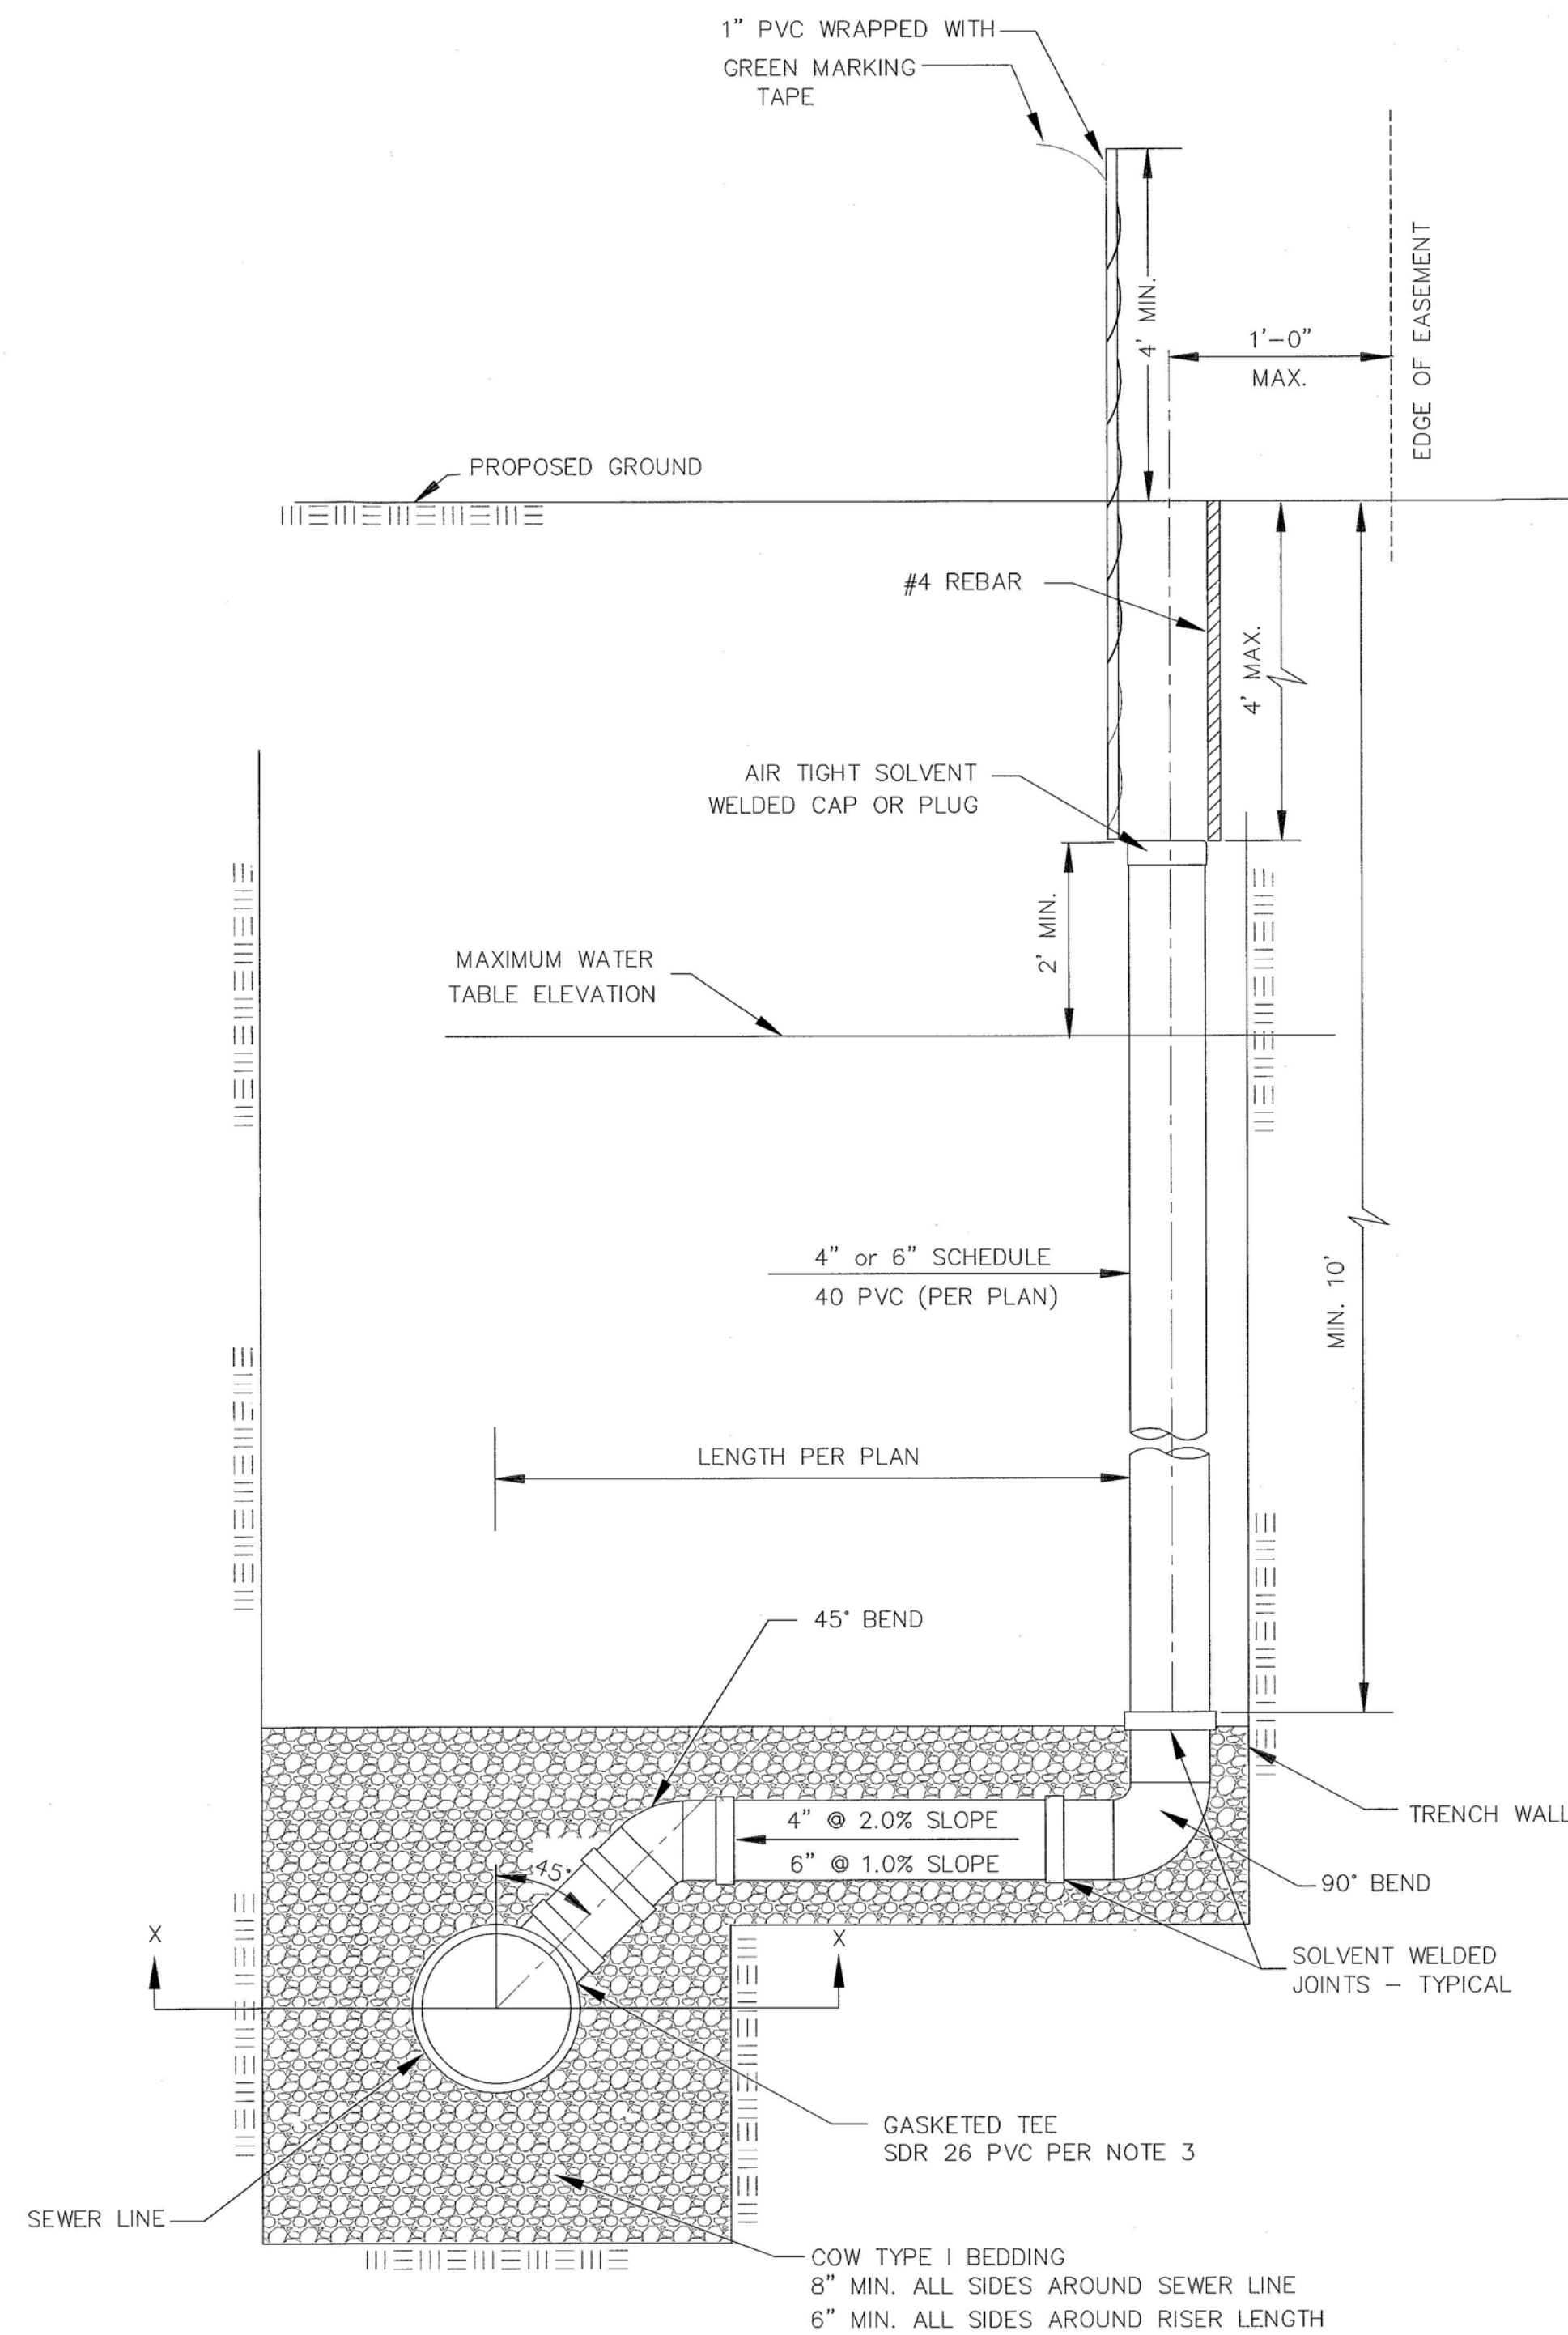 1" PVC WRAPPED WITH
GREEN MARKING
TAPE
4' MIN.
1'-0"
MAX.
EDGE OF EASEMENT
PROPOSED GROUND
#4 REBAR
4' MAX.
AIR TIGHT SOLVENT
WELDED CAP OR PLUG
2' MIN.
MAXIMUM WATER
TABLE ELEVATION
4" or 6" SCHEDULE
40 PVC (PER PLAN)
MIN. 10'
LENGTH PER PLAN
45° BEND
4" @ 2.0% SLOPE
6" @ 1.0% SLOPE
TRENCH WALL
45°
90° BEND
X
X
SOLVENT WELDED
JOINTS – TYPICAL
GASKETED TEE
SDR 26 PVC PER NOTE 3
SEWER LINE
COW TYPE I BEDDING
8" MIN. ALL SIDES AROUND SEWER LINE
6" MIN. ALL SIDES AROUND RISER LENGTH